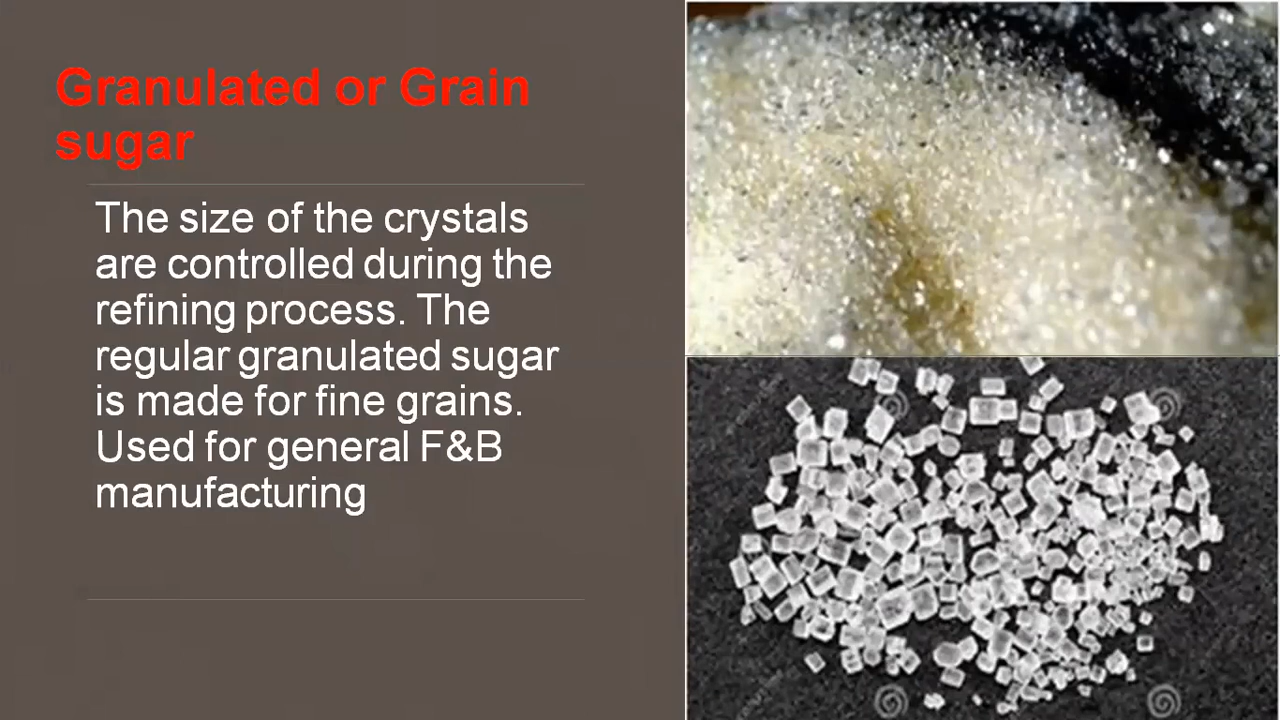 Granulated or Grain
sugar
The size of the crystals
are controlled during the
refining process. The
regular granulated sugar
is made for fine grains.
Used for general F&B
manufacturing